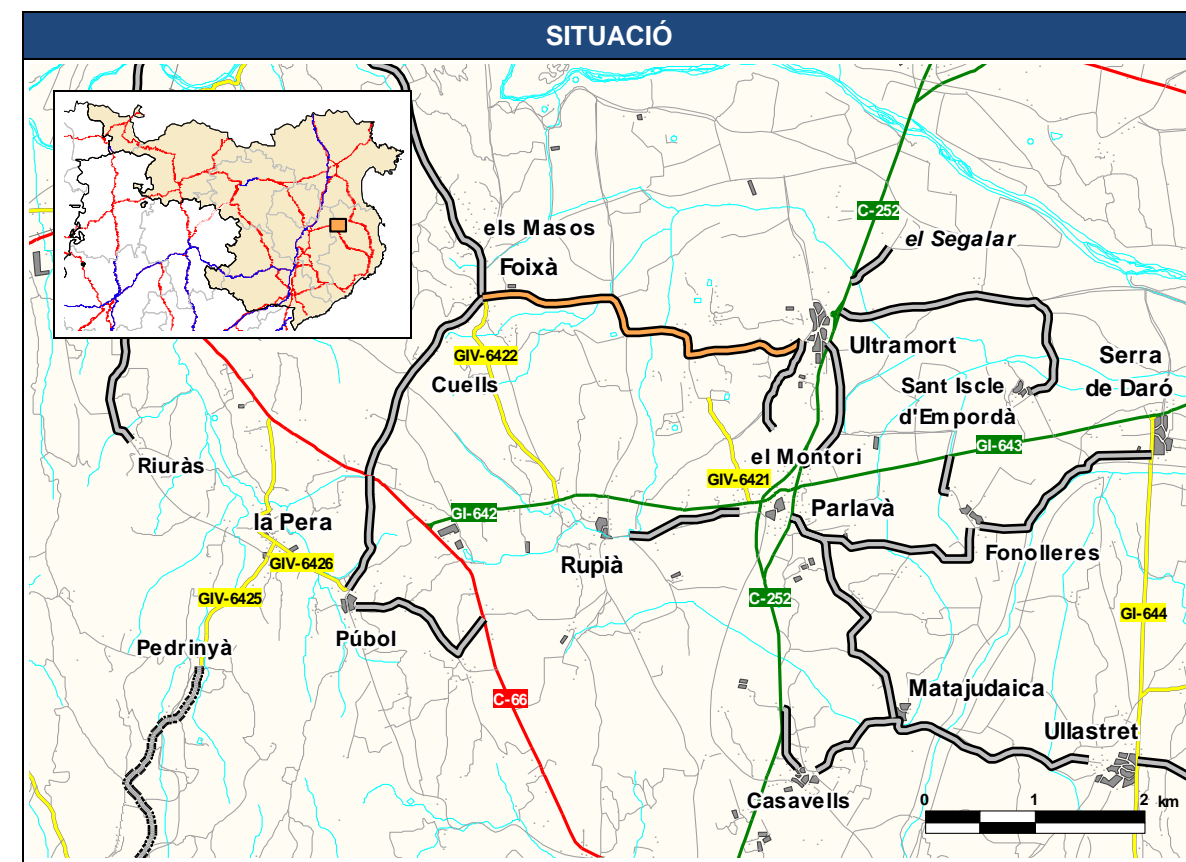 SITUACIÓ
C-252
els Masos
el Segalar
Foixà
GIV-6422
Ultramort
Serra
de Daró
Cuells
Sant Iscle
d'Empordà
GI-643
el Montori
Riuràs
GIV-6421
GI-642
Parlavà
la Pera
Fonolleres
GIV-6426
Rupià
GIV-6425
C-252
GI-644
Púbol
Pedrinyà
Matajudaica
C-66
Ullastret
Casavells
0 1 2 km